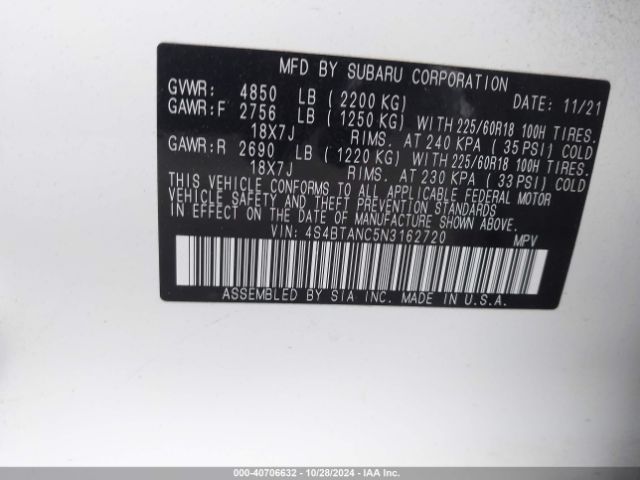 MFD BY SUBARU CORPORATION
GVWR: 4850 LB (2200 KG) DATE: 11/21
GAWR:F 2756 LB (1250 KG) WITH 225/60R18 100H TIRES.
18X7J RIMS. AT 240 KPA (35 PSI) COLD
GAWR:R 2690 LB (1220 KG) WITH 225/60R18 100H TIRES.
18X7J RIMS. AT 230 KPA (33 PSI) COLD
THIS VEHICLE CONFORMS TO ALL APPLICABLE FEDERAL MOTOR
VEHICLE SAFETY AND THEFT PREVENTION STANDARDS
IN EFFECT ON THE DATE OF MANUFACTURE SHOWN ABOVE.
VIN: 4S4BTANC5N3162720 MPV
ASSEMBLED BY SIA INC. MADE IN U.S.A.
000-40706632 - 10/28/2024 - IAA Inc.